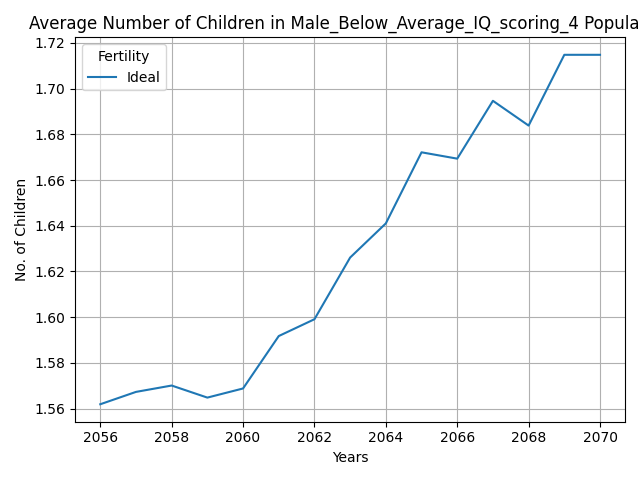 Average Number of Children in Male_Below_Average_IQ_scoring_4 Popula
Fertility
Ideal
1.72
1.70
1.68
1.66
1.64
1.62
1.60
1.58
1.56
No. of Children
2056 2058 2060 2062 2064 2066 2068 2070
Years